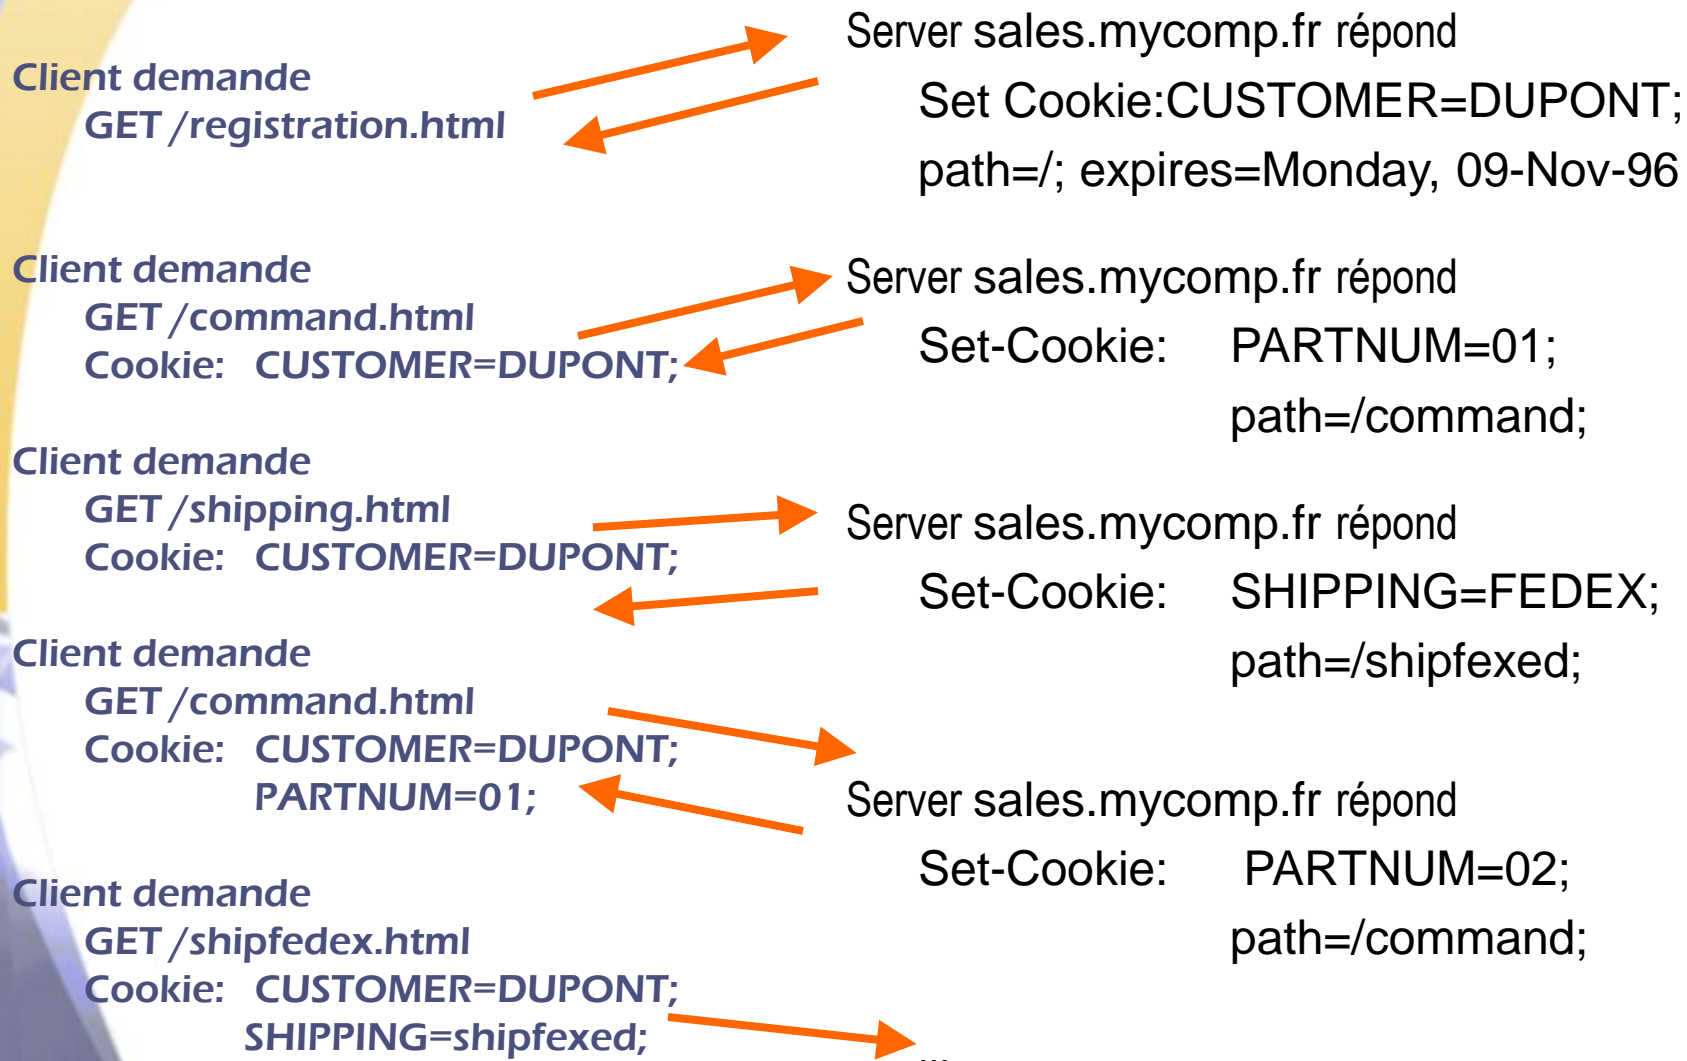 Client demande
GET /registration.html
Server sales.mycomp.fr répond
Set Cookie:CUSTOMER=DUPONT;
path=/; expires=Monday, 09-Nov-96
Client demande
GET /command.html
Cookie: CUSTOMER=DUPONT;
Server sales.mycomp.fr répond
Set-Cookie: PARTNUM=01;
path=/command;
Client demande
GET /shipping.html
Cookie: CUSTOMER=DUPONT;
Server sales.mycomp.fr répond
Set-Cookie: SHIPPING=FEDEX;
path=/shipfexed;
Client demande
GET /command.html
Cookie: CUSTOMER=DUPONT;
PARTNUM=01;
Server sales.mycomp.fr répond
Set-Cookie: PARTNUM=02;
path=/command;
Client demande
GET /shipfedex.html
Cookie: CUSTOMER=DUPONT;
SHIPPING=shipfexed;
...